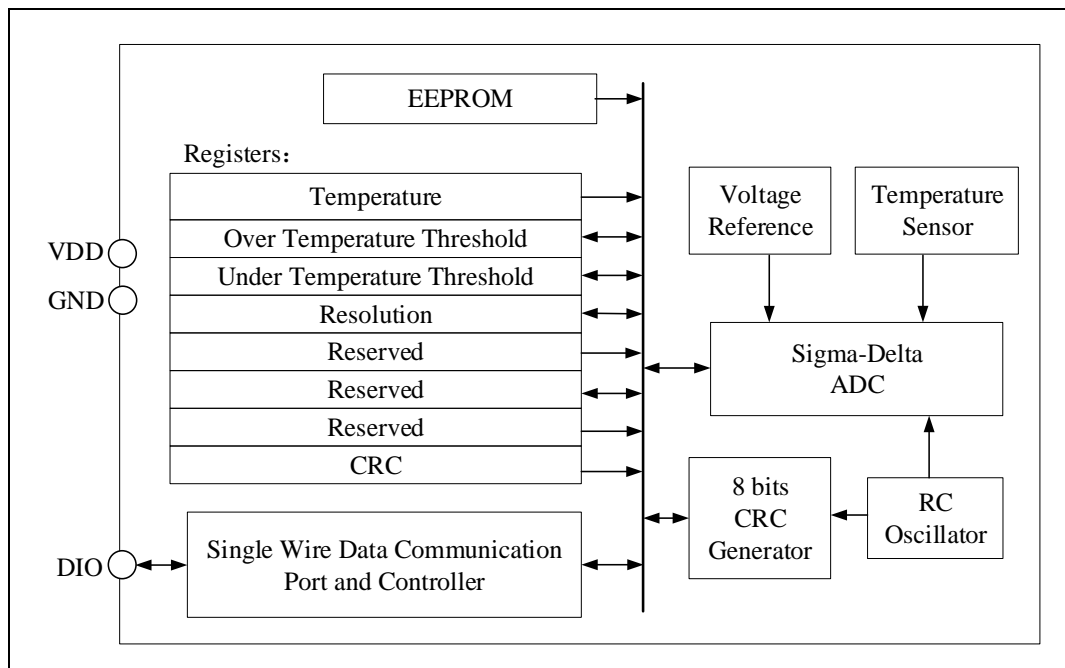 EEPROM
Registers：
Temperature
Over Temperature Threshold
Under Temperature Threshold
Resolution
Reserved
Reserved
Reserved
CRC
VDD
GND
DIO
Single Wire Data Communication
Port and Controller
Voltage
Reference
Temperature
Sensor
Sigma-Delta
ADC
8 bits
CRC
Generator
RC
Oscillator